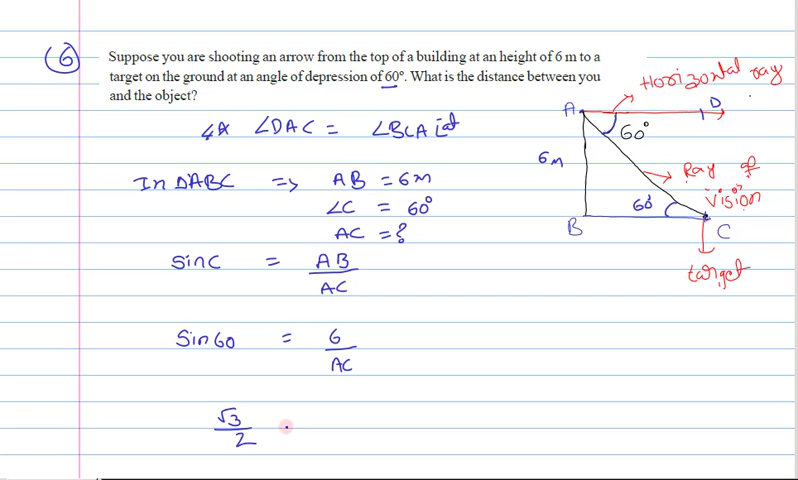 6
Suppose you are shooting an arrow from the top of a building at an height of 6 m to a
target on the ground at an angle of depression of 60°. What is the distance between you
and the object?
Horizontal ray
A D
60°
∠DAC = ∠BCA
6m
In ΔABC => AB = 6m
Ray of
Vision
60°
∠C = 60°
B C
AC = ?
target
SinC = AB
AC
Sin60 = 6
AC
√3
2